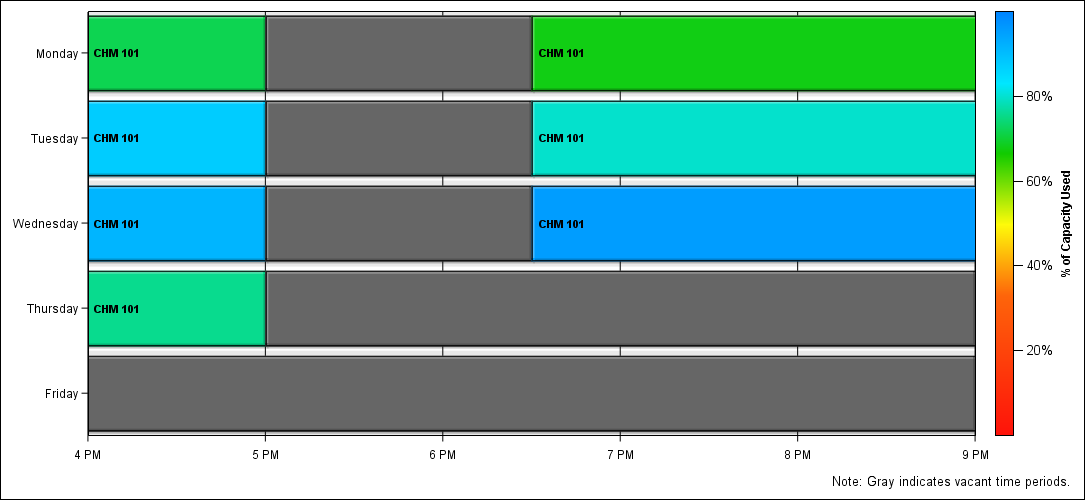 Monday
CHM 101
CHM 101
Tuesday
CHM 101
CHM 101
Wednesday
CHM 101
CHM 101
Thursday
CHM 101
Friday
4 PM
5 PM
6 PM
7 PM
8 PM
9 PM
80%
60%
40%
20%
% of Capacity Used
Note: Gray indicates vacant time periods.